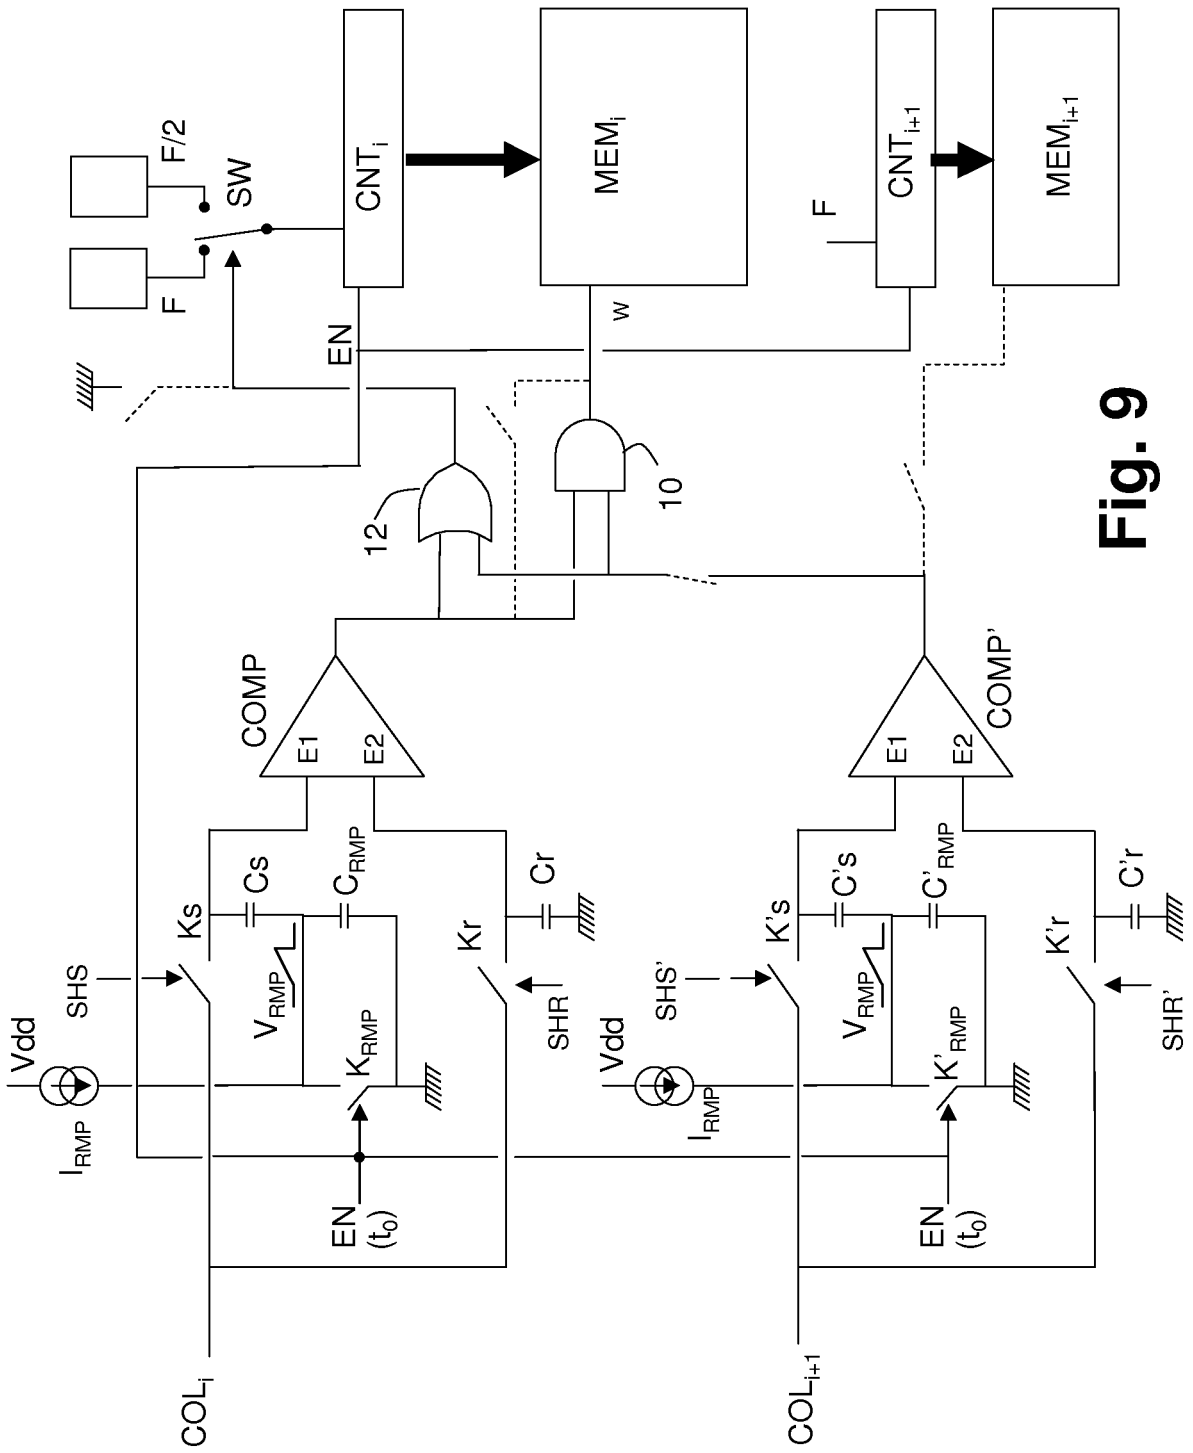 F
F/2
SW
CNTi
MEMi
F
CNTi+1
MEMi+1
EN
W
12
10
COMP
E1
E2
COMP'
E1
E2
Ks
Cs
CRMP
VRMP
Kr
Cr
SHS
SHR
Vdd
IRMP
KRMP
EN
(t0)
COLi
K's
C's
C'RMP
VRMP
K'r
C'r
SHS'
SHR'
Vdd
IRMP
K'RMP
EN
(t0)
COLi+1
Fig. 9